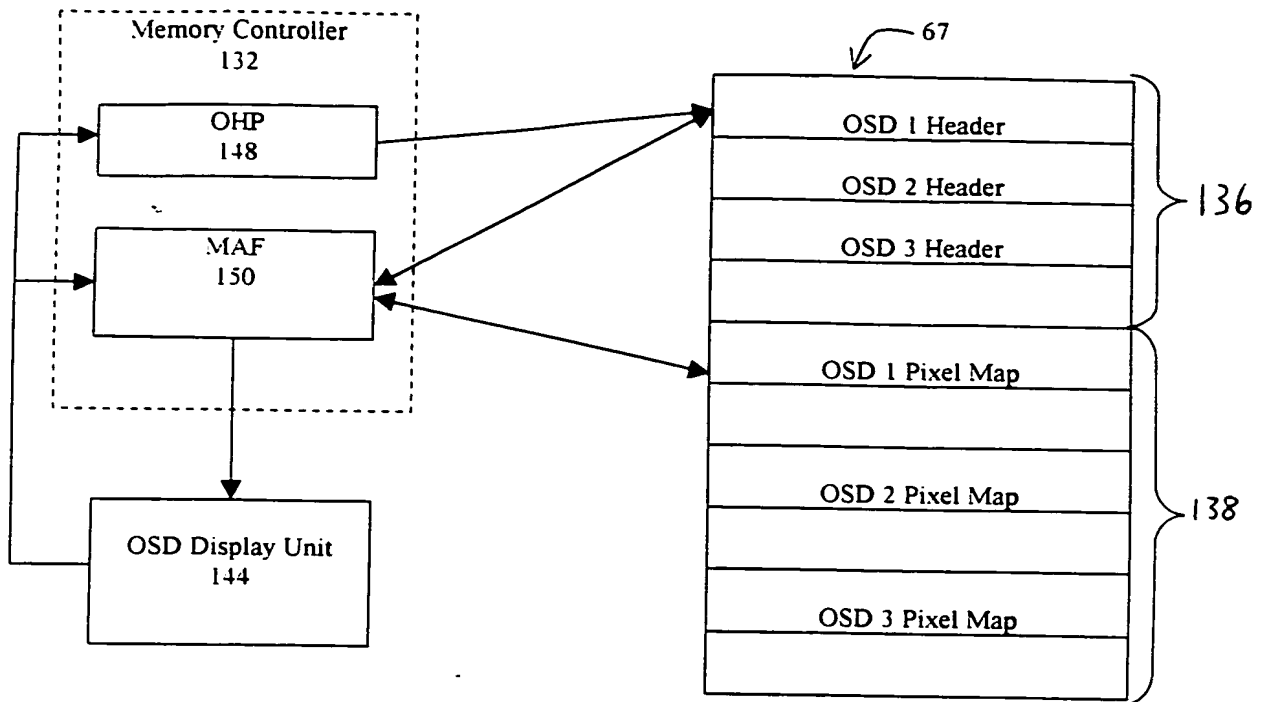 Memory Controller
132
OHP
148
MAF
150
OSD Display Unit
144
67
OSD 1 Header
OSD 2 Header
OSD 3 Header
136
OSD 1 Pixel Map
OSD 2 Pixel Map
OSD 3 Pixel Map
138